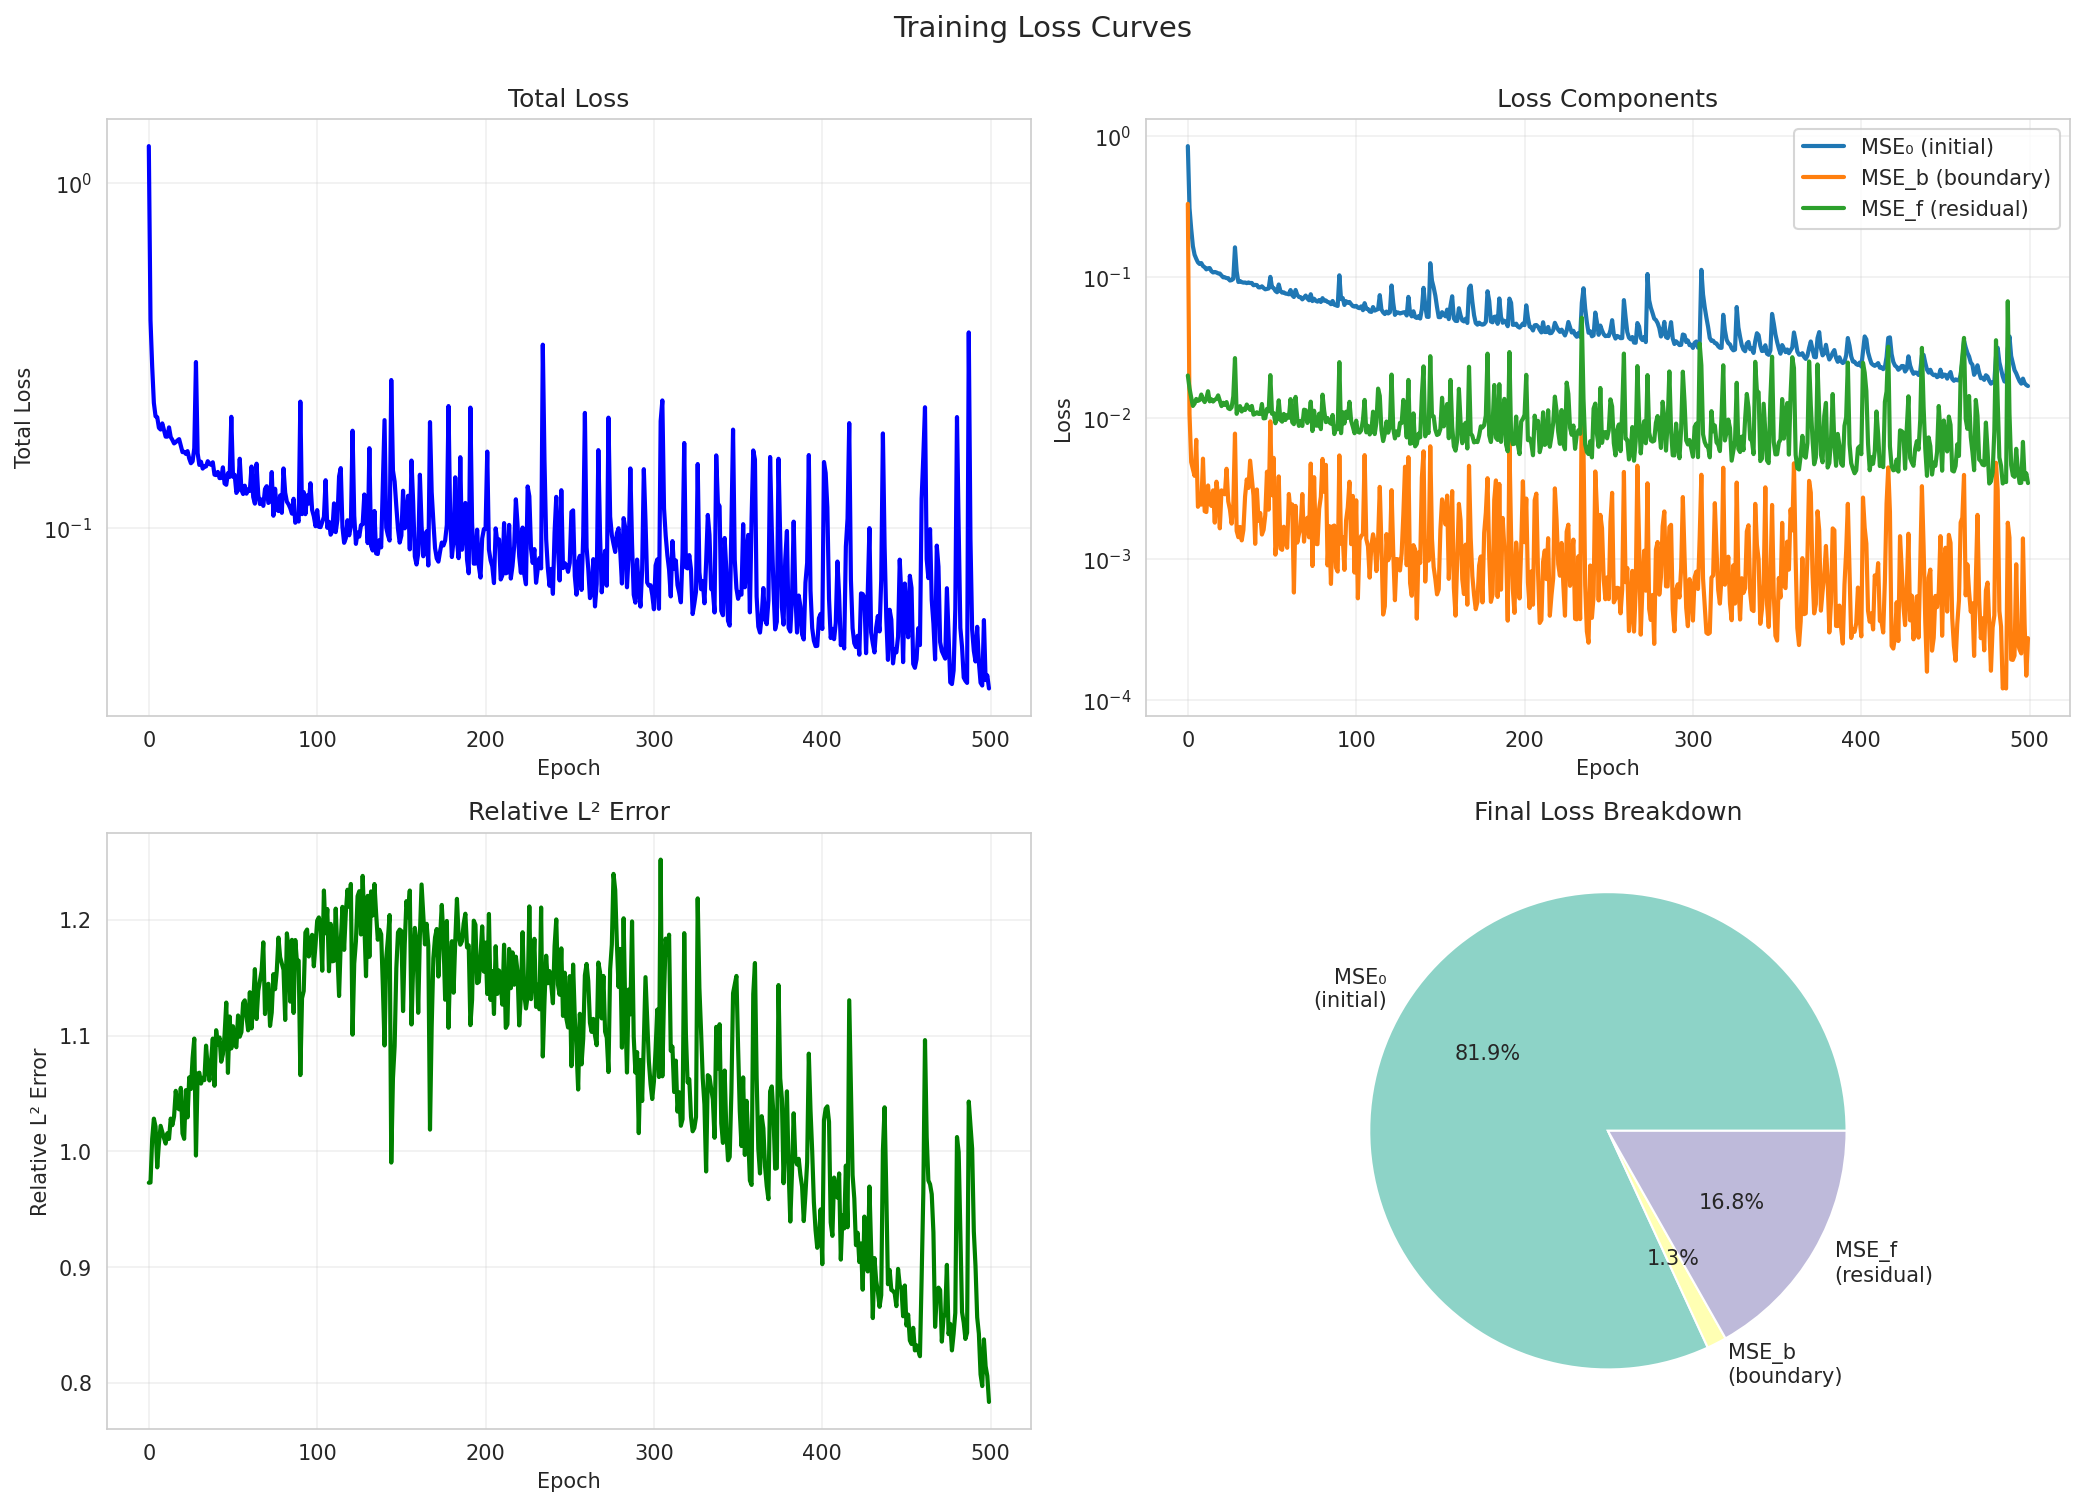 Training Loss Curves
Total Loss
Total Loss
10⁰
10⁻¹
0 100 200 300 400 500
Epoch
Loss Components
Loss
10⁰
10⁻¹
10⁻²
10⁻³
10⁻⁴
MSE₀ (initial)
MSE_b (boundary)
MSE_f (residual)
0 100 200 300 400 500
Epoch
Relative L² Error
Relative L² Error
1.2
1.1
1.0
0.9
0.8
0 100 200 300 400 500
Epoch
Final Loss Breakdown
MSE₀
(initial)
81.9%
16.8%
1.3%
MSE_f
(residual)
MSE_b
(boundary)